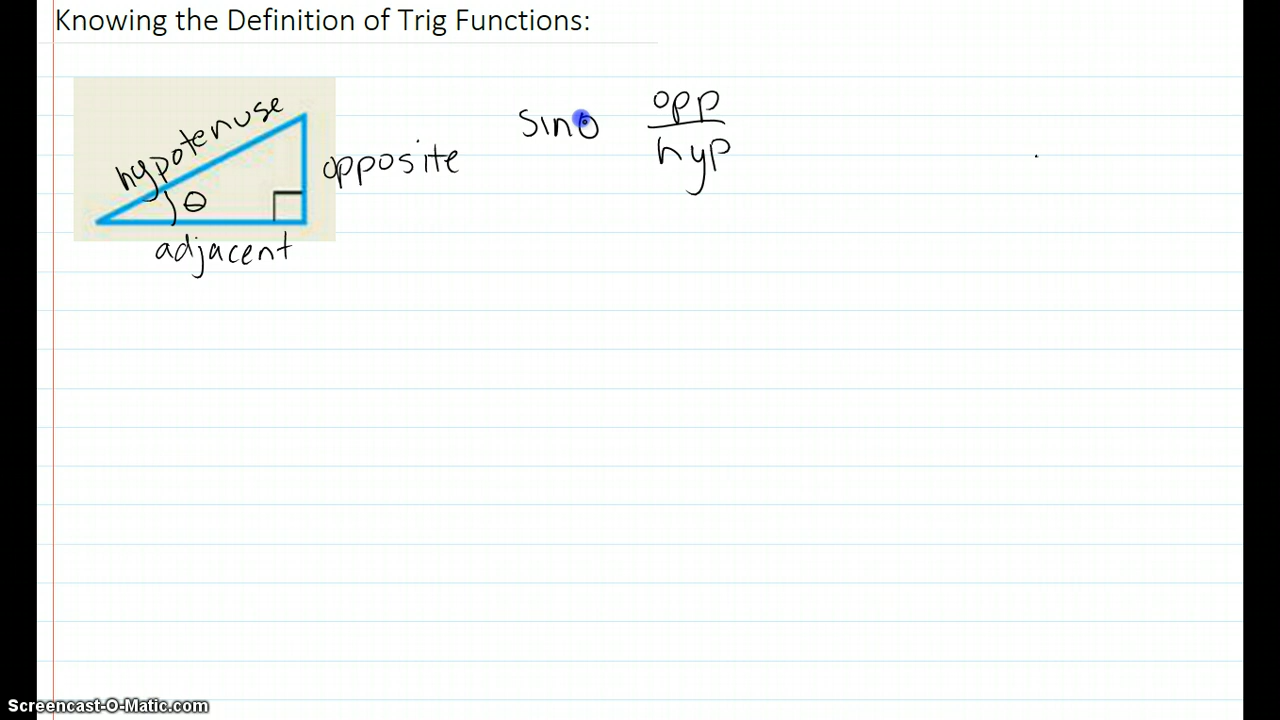 Knowing the Definition of Trig Functions:
hypotenuse
θ
opposite
adjacent
sinθ
opp
hyp
Screencast-O-Matic.com